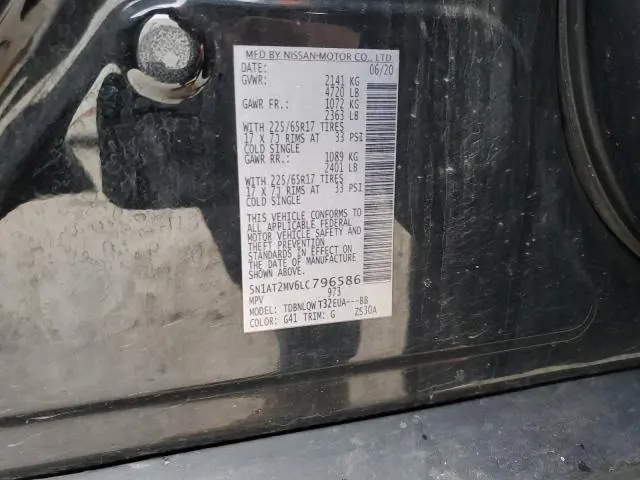 MFD BY NISSAN MOTOR CO., LTD
DATE: 06/20
GVWR: 2141 KG
4720 LB
GAWR FR.: 1072 KG
2363 LB
WITH 225/65R17 TIRES
17 X 7J RIMS AT 33 PSI
COLD SINGLE
GAWR RR.: 1089 KG
2401 LB
WITH 225/65R17 TIRES
17 X 7J RIMS AT 33 PSI
COLD SINGLE
THIS VEHICLE CONFORMS TO
ALL APPLICABLE FEDERAL
MOTOR VEHICLE SAFETY AND
THEFT PREVENTION
STANDARDS IN EFFECT ON
THE DATE OF MANUFACTURE
SHOWN ABOVE.
5N1AT2MV6LC796586
MPV 973
MODEL: TDBNLQW T32EUA---BB
COLOR: G41 TRIM: G ZS30A